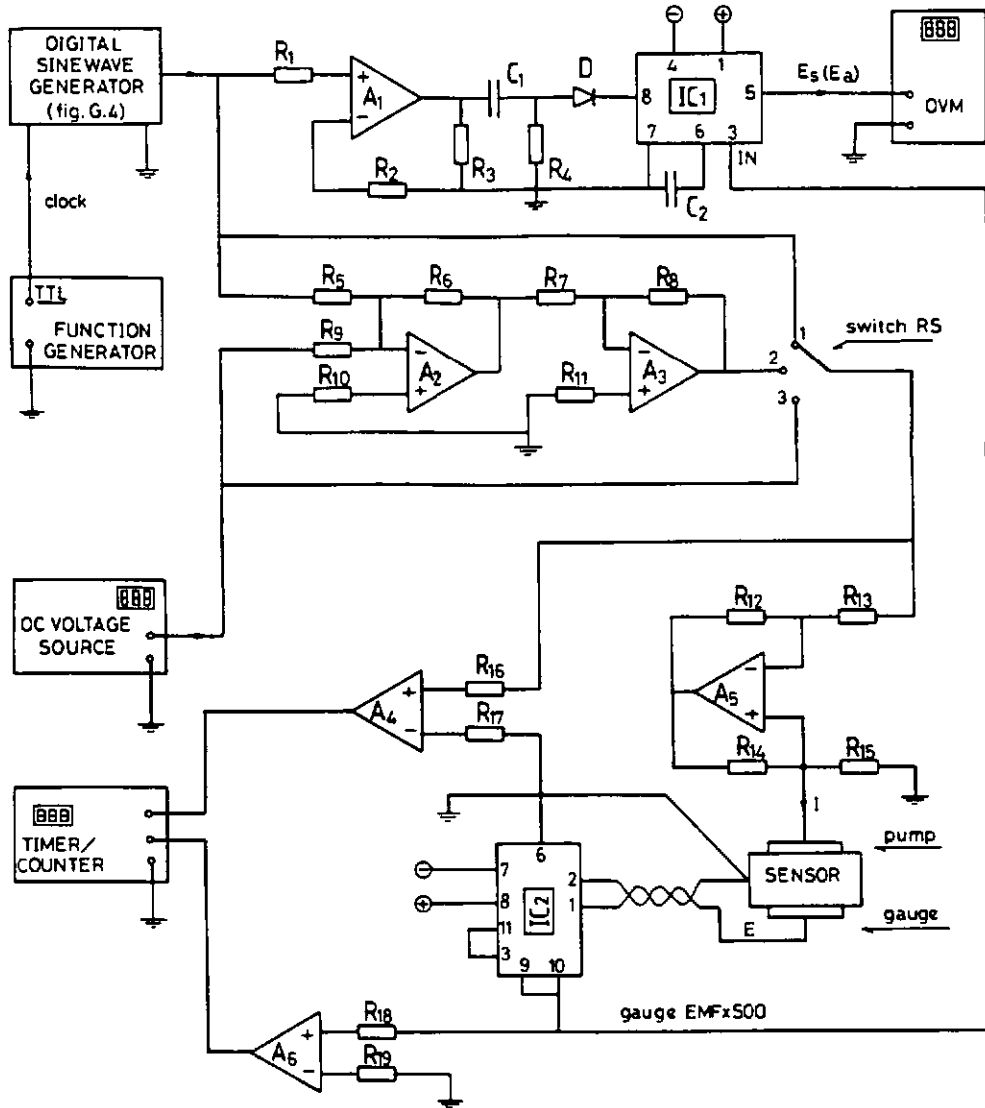 DIGITAL
SINEWAVE
GENERATOR
(fig. G.4)
R1
+
A1
−
C1
D
⊖
⊕
4
1
8
IC1
5
7
6
3
IN
Es(Ea)
888
OVM
R2
R3
R4
C2
clock
TTL
FUNCTION
GENERATOR
R5
R6
R7
R8
R9
−
A2
+
R10
R11
−
A3
+
1
2
3
switch RS
888
OC VOLTAGE
SOURCE
R12
R13
−
A5
+
R14
R15
I
R16
+
A4
−
R17
888
TIMER/
COUNTER
pump
SENSOR
gauge
E
6
⊖
7
⊕
8
11
3
IC2
2
1
9
10
gauge EMFx500
R18
+
A6
−
R19